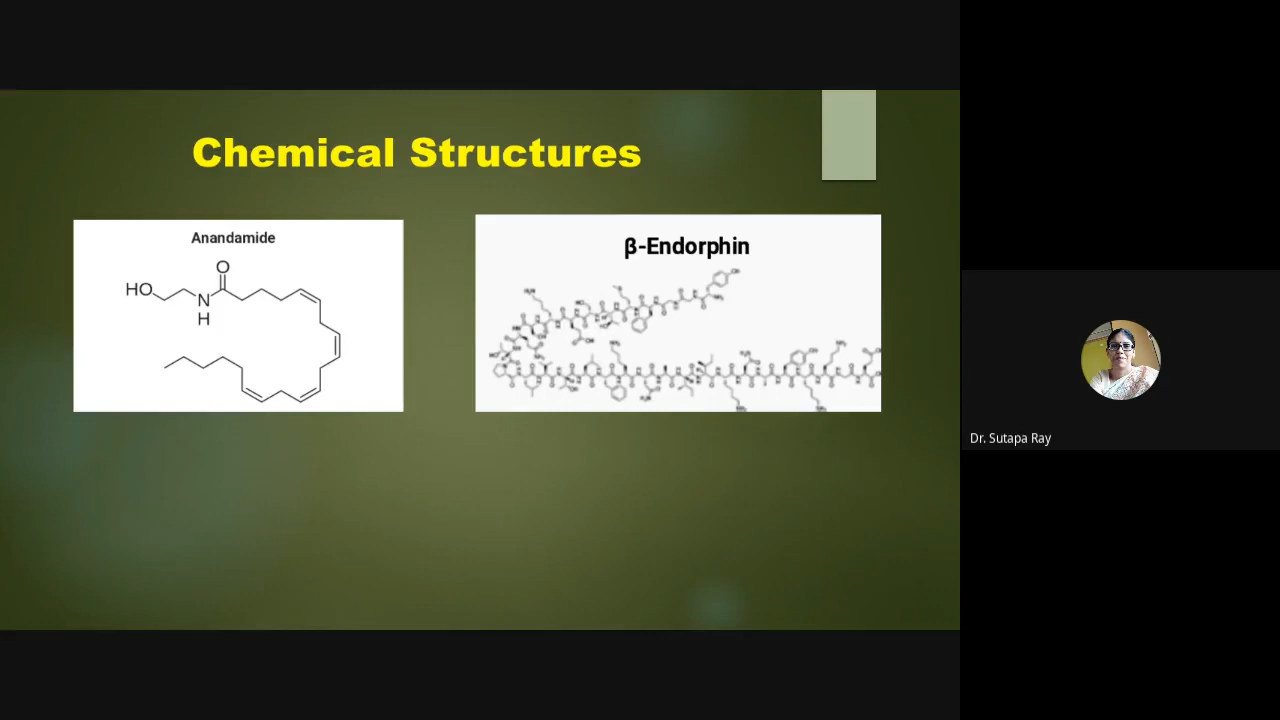 Chemical Structures
Anandamide
O
HO
N
H
β-Endorphin
Dr. Sutapa Ray